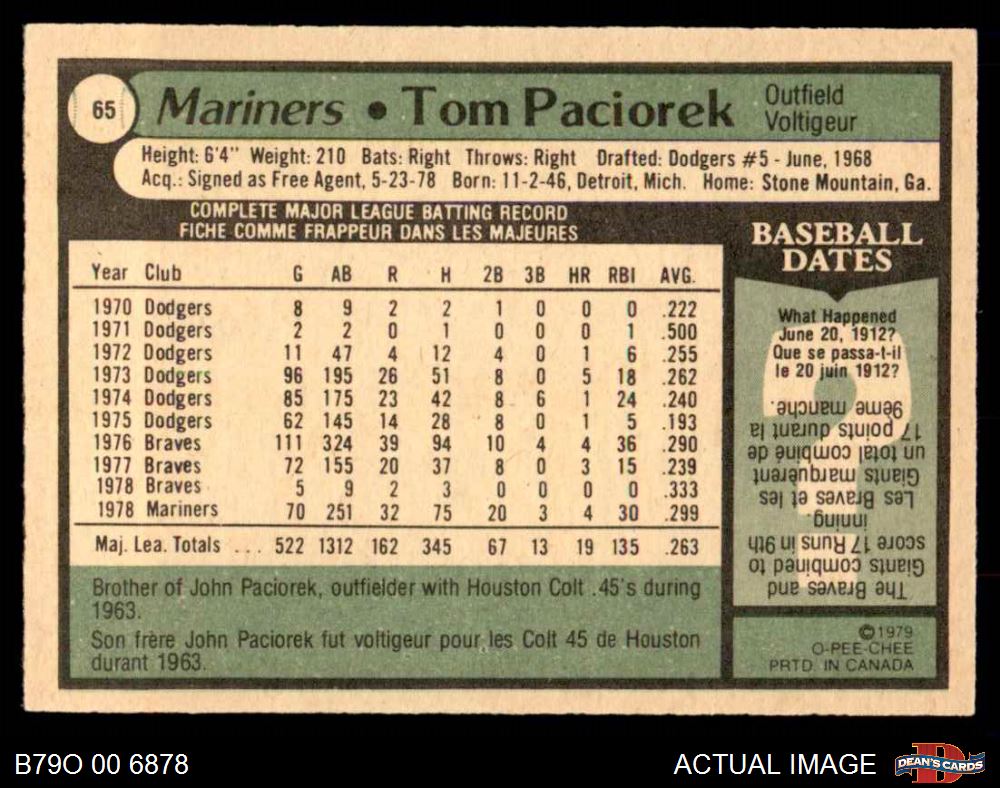 65
Mariners • Tom Paciorek
Outfield
Voltigeur
Height: 6'4" Weight: 210 Bats: Right Throws: Right Drafted: Dodgers #5 - June, 1968
Acq.: Signed as Free Agent, 5-23-78 Born: 11-2-46, Detroit, Mich. Home: Stone Mountain, Ga.
COMPLETE MAJOR LEAGUE BATTING RECORD
FICHE COMME FRAPPEUR DANS LES MAJEURES
Year Club G AB R H 2B 3B HR RBI AVG.
1970 Dodgers 8 9 2 2 1 0 0 0 .222
1971 Dodgers 2 2 0 1 0 0 0 1 .500
1972 Dodgers 11 47 4 12 4 0 1 6 .255
1973 Dodgers 96 195 26 51 8 0 5 18 .262
1974 Dodgers 85 175 23 42 8 6 1 24 .240
1975 Dodgers 62 145 14 28 8 0 1 5 .193
1976 Braves 111 324 39 94 10 4 4 36 .290
1977 Braves 72 155 20 37 8 0 3 15 .239
1978 Braves 5 9 2 3 0 0 0 0 .333
1978 Mariners 70 251 32 75 20 3 4 30 .299
Maj. Lea. Totals ... 522 1312 162 345 67 13 19 135 .263
Brother of John Paciorek, outfielder with Houston Colt .45's during
1963.
Son frère John Paciorek fut voltigeur pour les Colt 45 de Houston
durant 1963.
BASEBALL
DATES
What Happened
June 20, 1912?
Que se passa-t-il
le 20 juin 1912?
The Braves and
Giants combined to
score 17 Runs in 9th
inning.
Les Braves et les
Giants marquèrent
un total combiqué de
17 points durant la
9ème manche.
©1979
O-PEE-CHEE
PRTD. IN CANADA
B79O 00 6878
ACTUAL IMAGE
DEAN'S CARDS